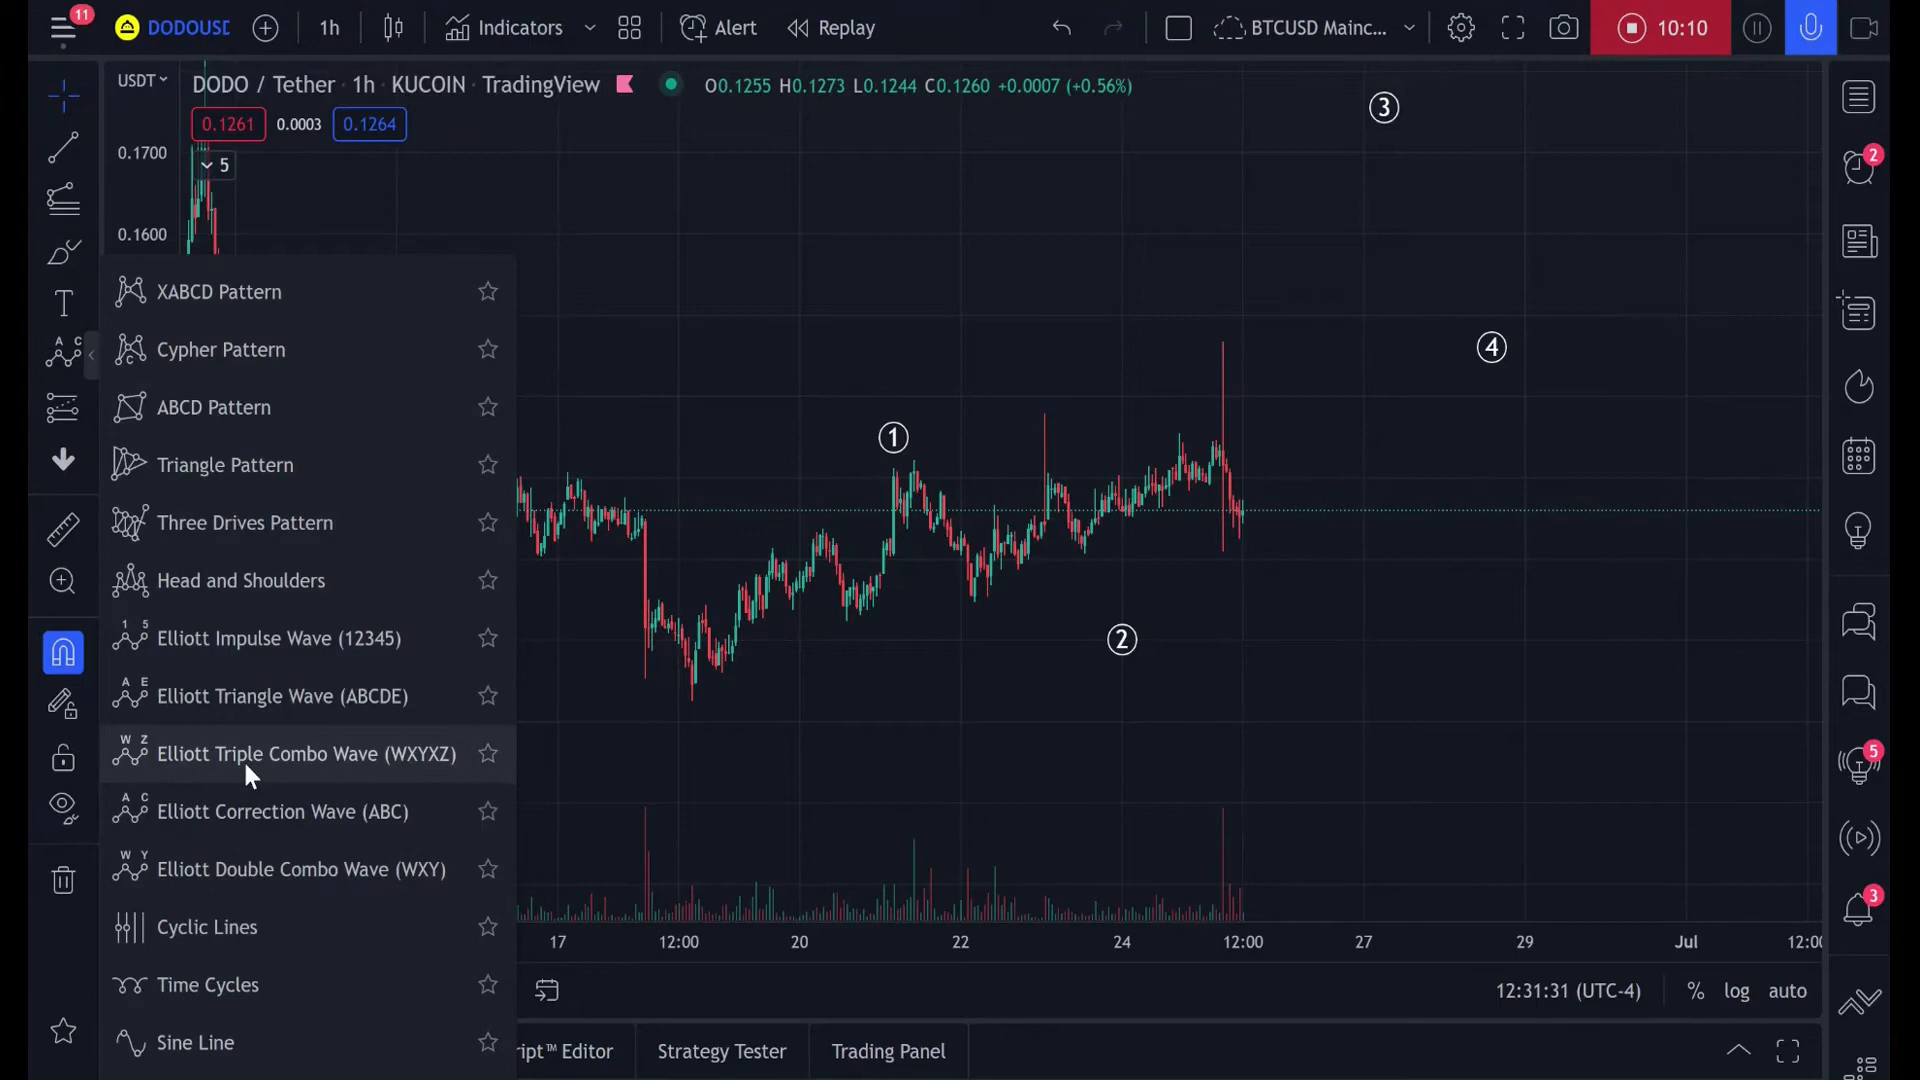 11
DODOUSD
1h
Indicators
Alert
Replay
BTCUSD Mainc...
10:10
USDT
DODO / Tether · 1h · KUCOIN · TradingView
O0.1255 H0.1273 L0.1244 C0.1260 +0.0007 (+0.56%)
0.1261 0.0003 0.1264
5
0.1700
0.1600
3
4
1
2
2
XABCD Pattern
Cypher Pattern
ABCD Pattern
Triangle Pattern
Three Drives Pattern
Head and Shoulders
Elliott Impulse Wave (12345)
Elliott Triangle Wave (ABCDE)
Elliott Triple Combo Wave (WXYXZ)
Elliott Correction Wave (ABC)
Elliott Double Combo Wave (WXY)
Cyclic Lines
Time Cycles
Sine Line
5
3
17 12:00 20 22 24 12:00 27 29 Jul 12:00
12:31:31 (UTC-4) % log auto
ript™ Editor
Strategy Tester
Trading Panel